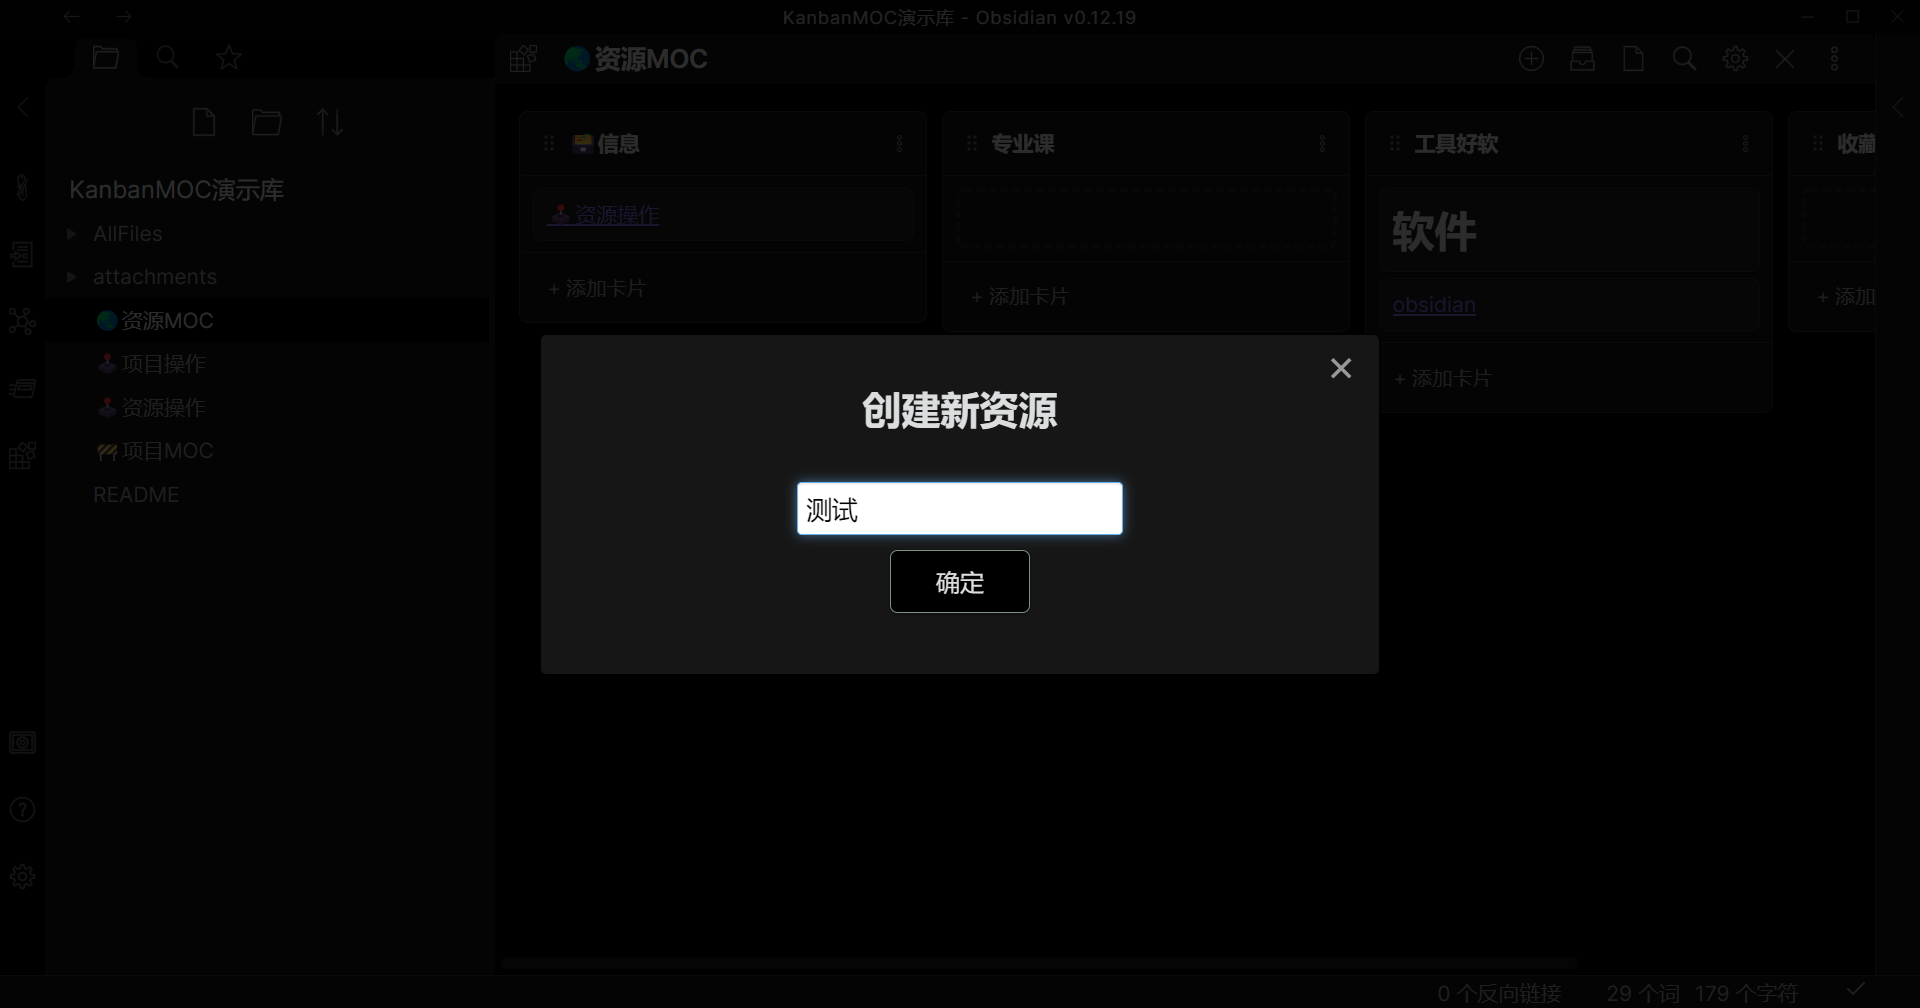 KanbanMOC演示库 - Obsidian v0.12.19
资源MOC
KanbanMOC演示库
AllFiles
attachments
资源MOC
项目操作
资源操作
项目MOC
README
信息
资源操作
+ 添加卡片
专业课
+ 添加卡片
工具好软
软件
obsidian
+ 添加卡片
收藏
+ 添加
创建新资源
测试
确定
0 个反向链接
29 个词
179 个字符